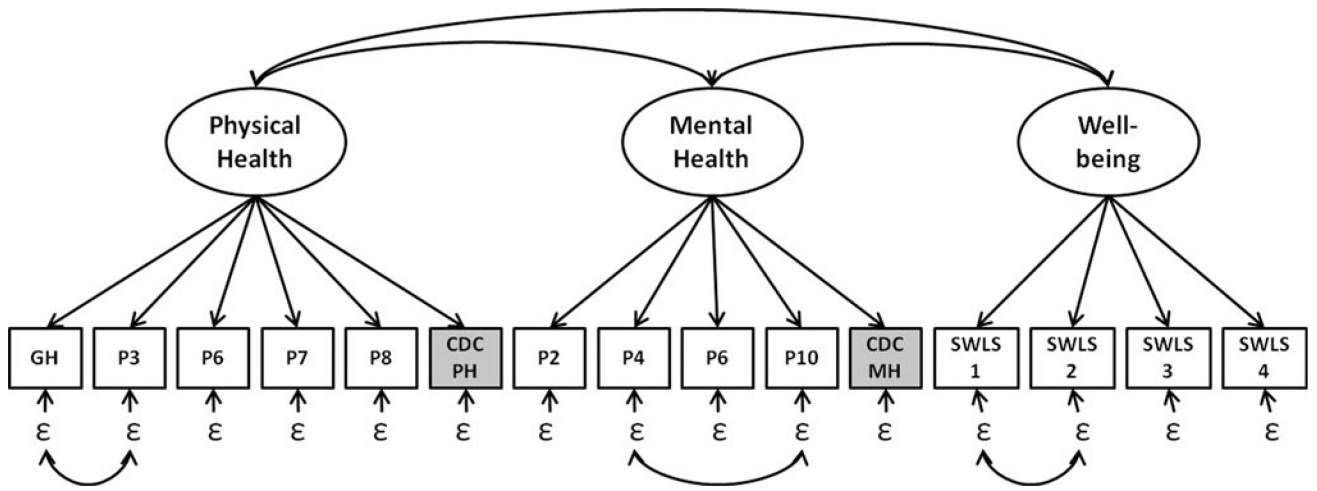 Physical
Health
Mental
Health
Well-
being
GH
P3
P6
P7
P8
CDC
PH
P2
P4
P6
P10
CDC
MH
SWLS
1
SWLS
2
SWLS
3
SWLS
4
ε ε ε ε ε ε ε ε ε ε ε ε ε ε ε